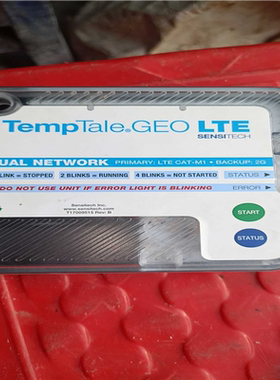 TempTale® GEO LTE
SENSITECH
UAL NETWORK PRIMARY: LTE CAT-M1 • BACKUP: 2G
LINK = STOPPED 2 BLINKS = RUNNING 4 BLINKS = NOT STARTED STATUS
DO NOT USE UNIT IF ERROR LIGHT IS BLINKING ERROR
START
STATUS
Sensitech Inc.
www.sensitech.com
T17009515 Rev: B